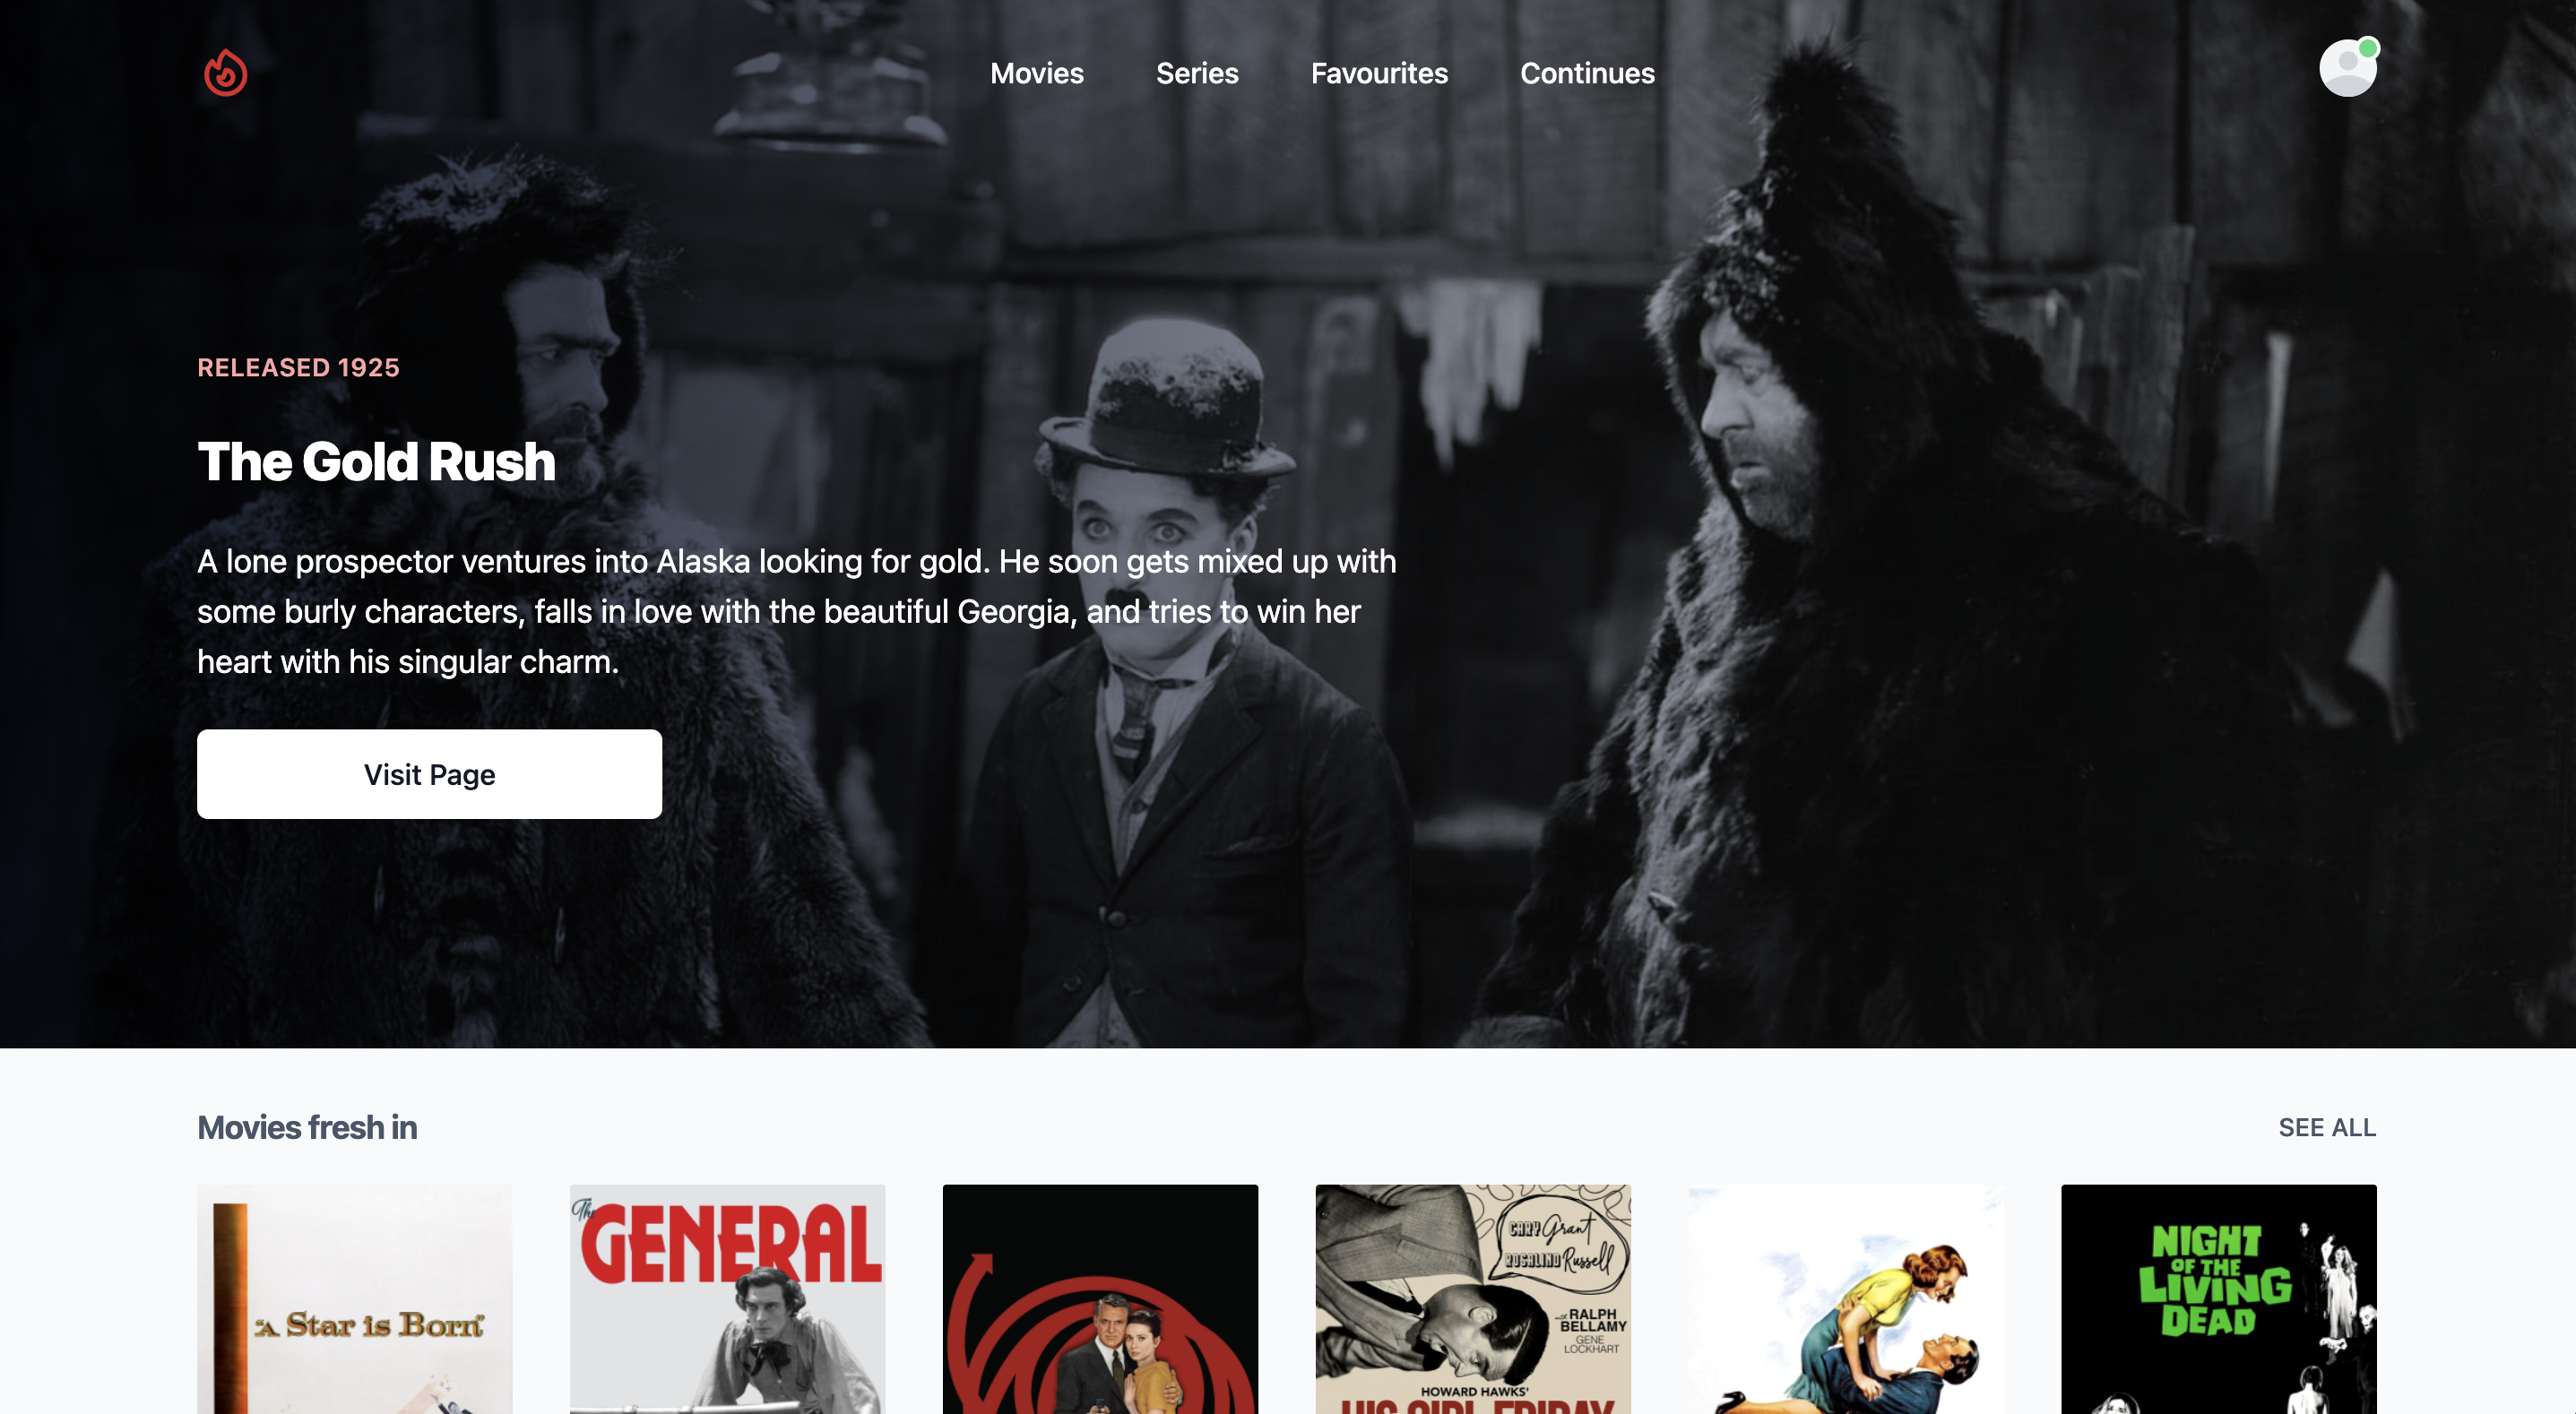 Movies
Series
Favourites
Continues
RELEASED 1925
The Gold Rush
A lone prospector ventures into Alaska looking for gold. He soon gets mixed up with
some burly characters, falls in love with the beautiful Georgia, and tries to win her
heart with his singular charm.
Visit Page
Movies fresh in
SEE ALL
"A Star is Born"
The
GENERAL
CARY Grant
ROSALIND Russell
with RALPH
BELLAMY
GENE
LOCKHART
HOWARD HAWKS'
HIS GIRL FRIDAY
NIGHT
OF THE
LIVING
DEAD